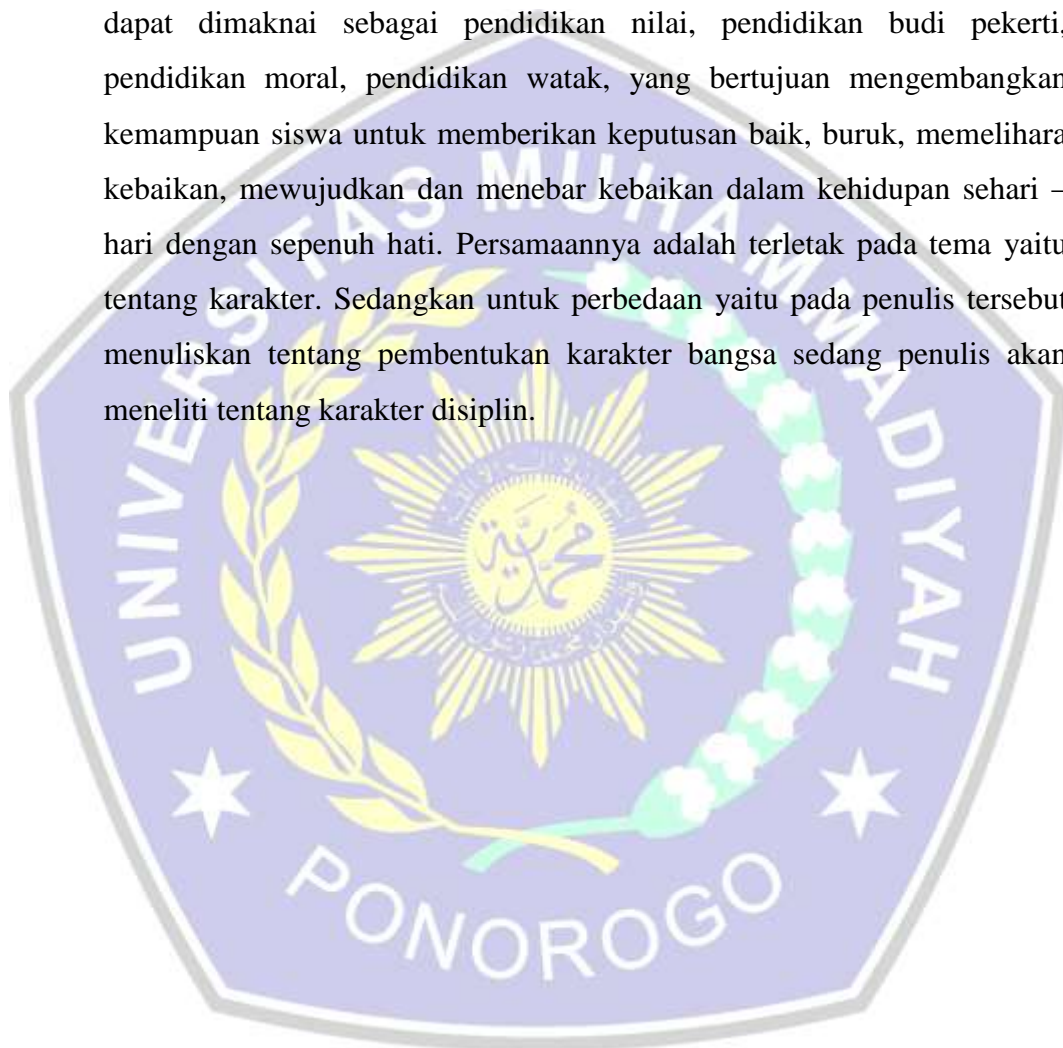 dapat dimaknai sebagai pendidikan nilai, pendidikan budi pekerti,
pendidikan moral, pendidikan watak, yang bertujuan mengembangkan
kemampuan siswa untuk memberikan keputusan baik, buruk, memelihara
kebaikan, mewujudkan dan menebar kebaikan dalam kehidupan sehari –
hari dengan sepenuh hati. Persamaannya adalah terletak pada tema yaitu
tentang karakter. Sedangkan untuk perbedaan yaitu pada penulis tersebut
menuliskan tentang pembentukan karakter bangsa sedang penulis akan
meneliti tentang karakter disiplin.
UNIVERSITAS MUHAMMADIYAH
محمدية
PONOROGO